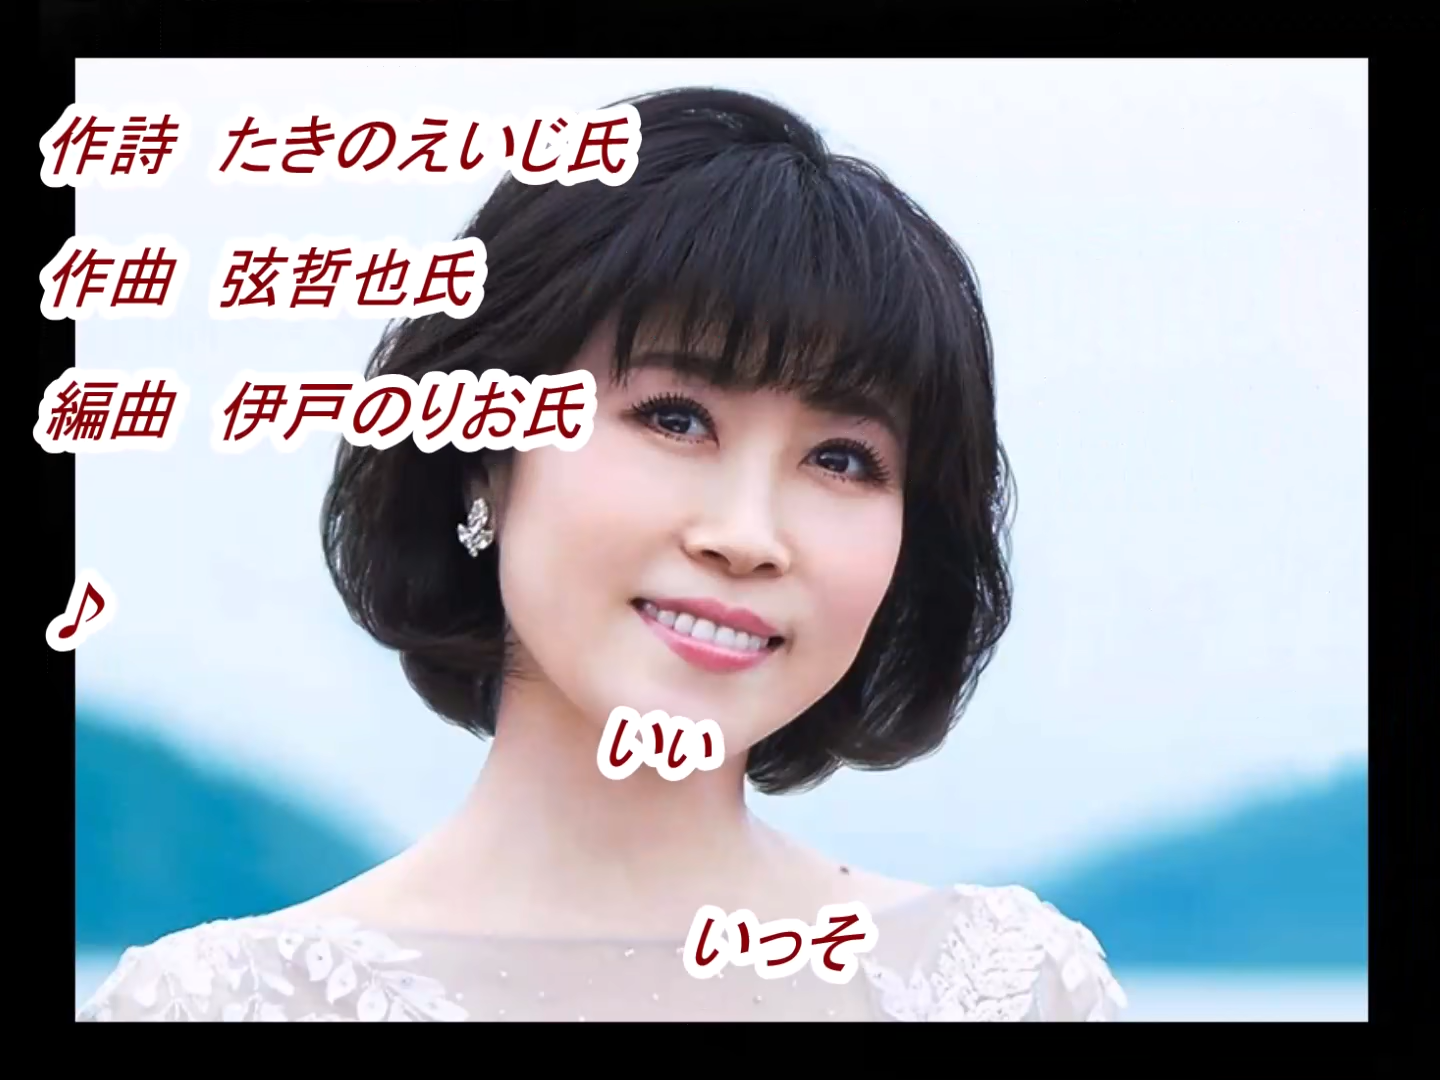 作詩　たきのえいじ氏
作曲　弦哲也氏
編曲　伊戸のりお氏
♪
いぃ
いっそ